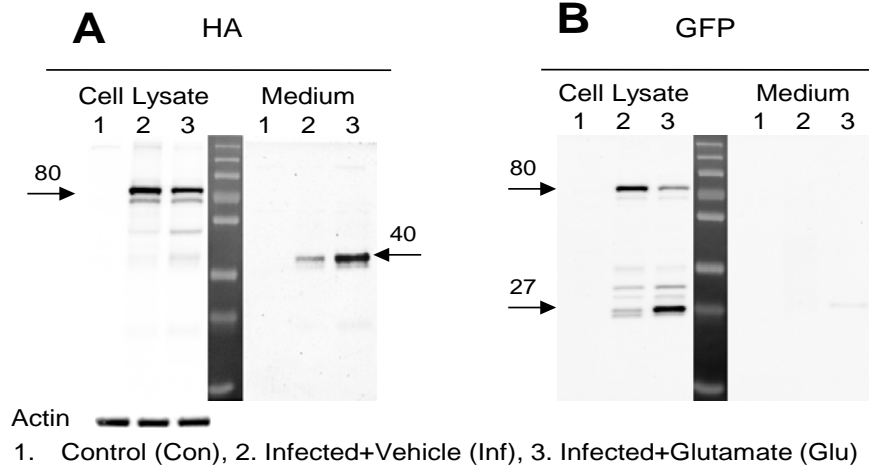 A HA
Cell Lysate Medium
1 2 3 1 2 3
80
40
Actin
B GFP
Cell Lysate Medium
1 2 3 1 2 3
80
27
1. Control (Con), 2. Infected+Vehicle (Inf), 3. Infected+Glutamate (Glu)